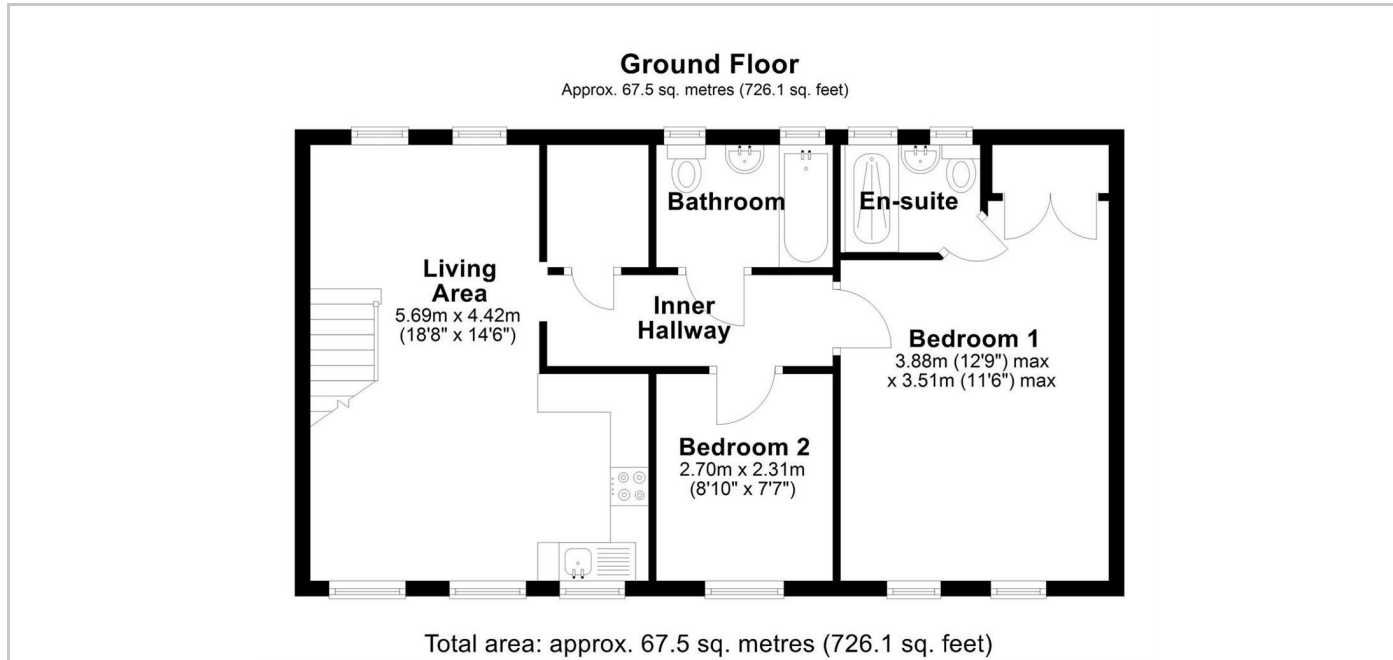 Ground Floor
Approx. 67.5 sq. metres (726.1 sq. feet)
Bathroom
En-suite
Living
Area
5.69m x 4.42m
(18'8" x 14'6")
Inner
Hallway
Bedroom 1
3.88m (12'9") max
x 3.51m (11'6") max
Bedroom 2
2.70m x 2.31m
(8'10" x 7'7")
Total area: approx. 67.5 sq. metres (726.1 sq. feet)